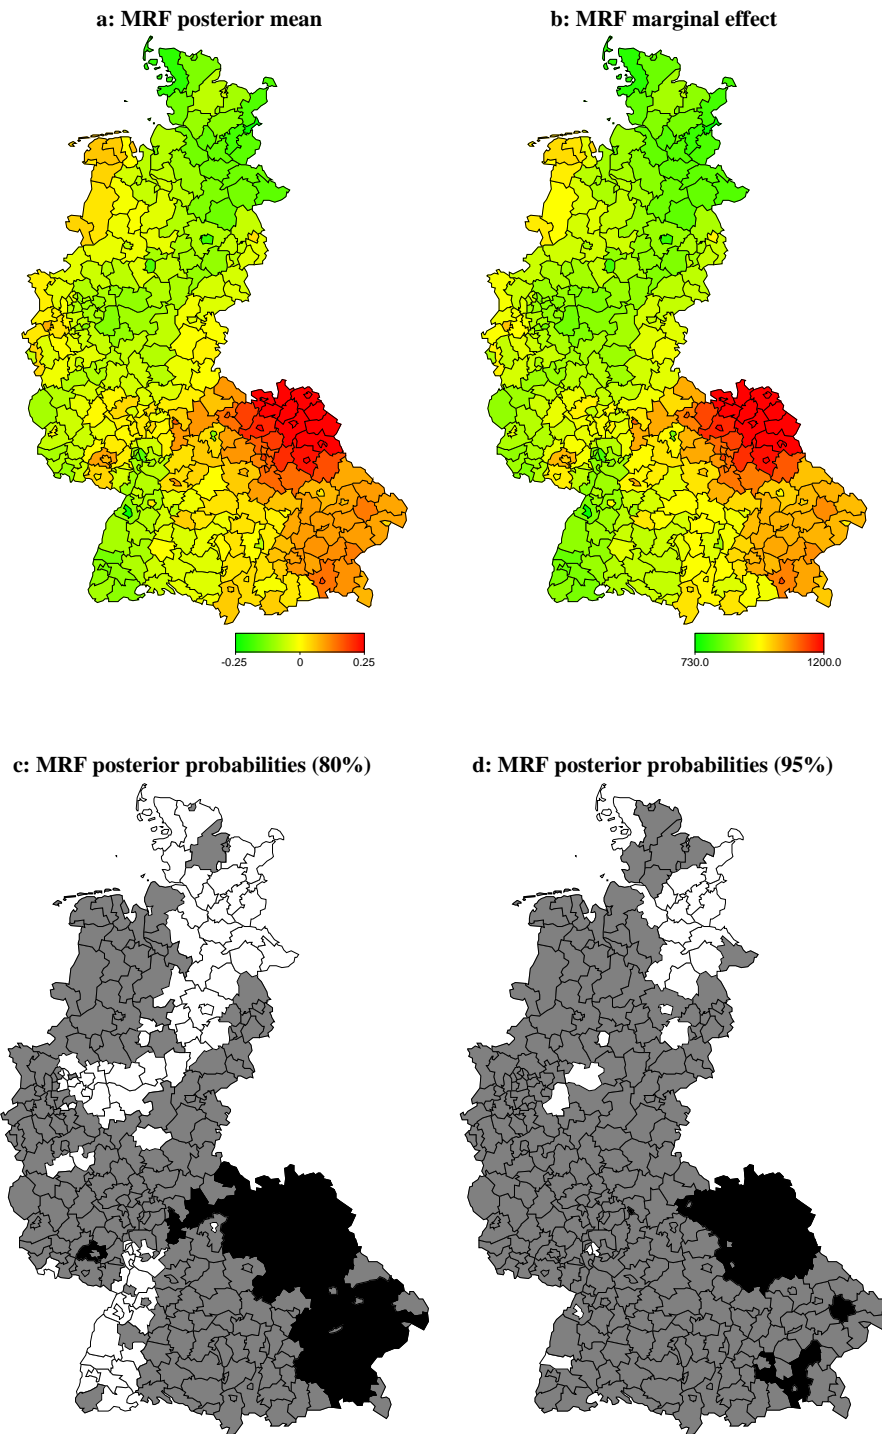 a: MRF posterior mean
b: MRF marginal effect
-0.25 0 0.25
730.0 1200.0
c: MRF posterior probabilities (80%)
d: MRF posterior probabilities (95%)